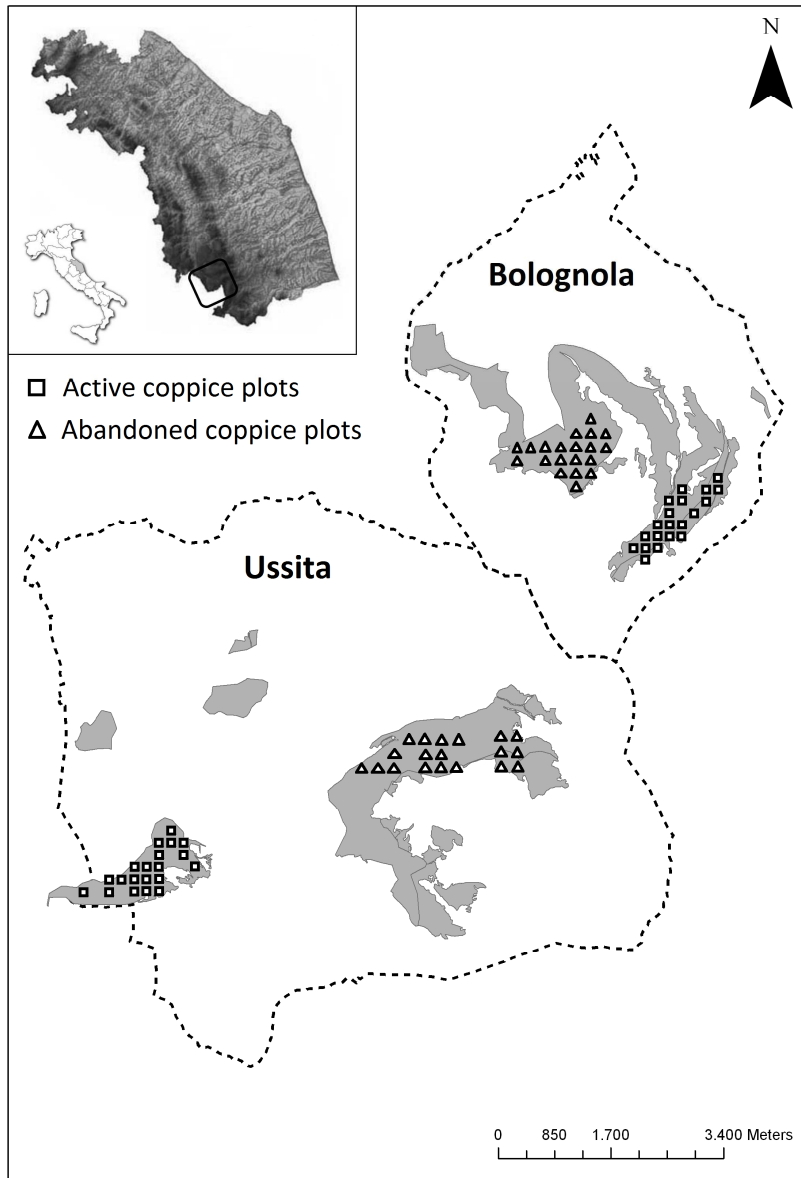 N
Bolognola
Active coppice plots
Abandoned coppice plots
Ussita
0 850 1.700 3.400 Meters